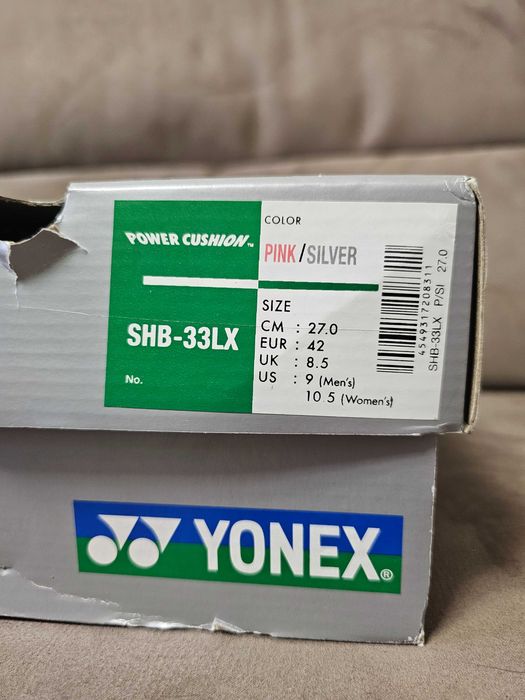 POWER CUSHION™
SHB-33LX
No.
COLOR
PINK/SILVER
SIZE
CM : 27.0
EUR : 42
UK : 8.5
US : 9 (Men's)
10.5 (Women's)
4549317208311
SHB-33LX P/SI 27.0
YONEX®